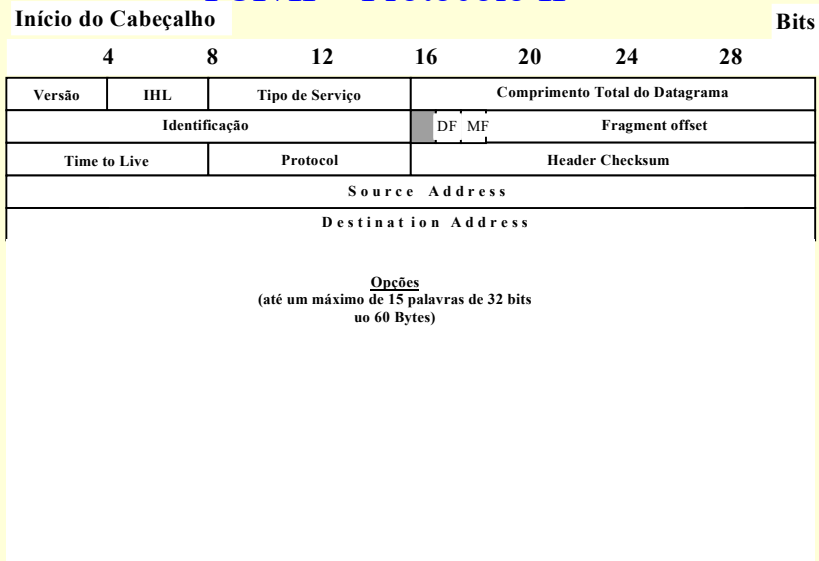 Início do Cabeçalho
Bits
4 8 12 16 20 24 28
Versão IHL Tipo de Serviço Comprimento Total do Datagrama
Identificação DF MF Fragment offset
Time to Live Protocol Header Checksum
Source Address
Destination Address
Opções
(até um máximo de 15 palavras de 32 bits
uo 60 Bytes)